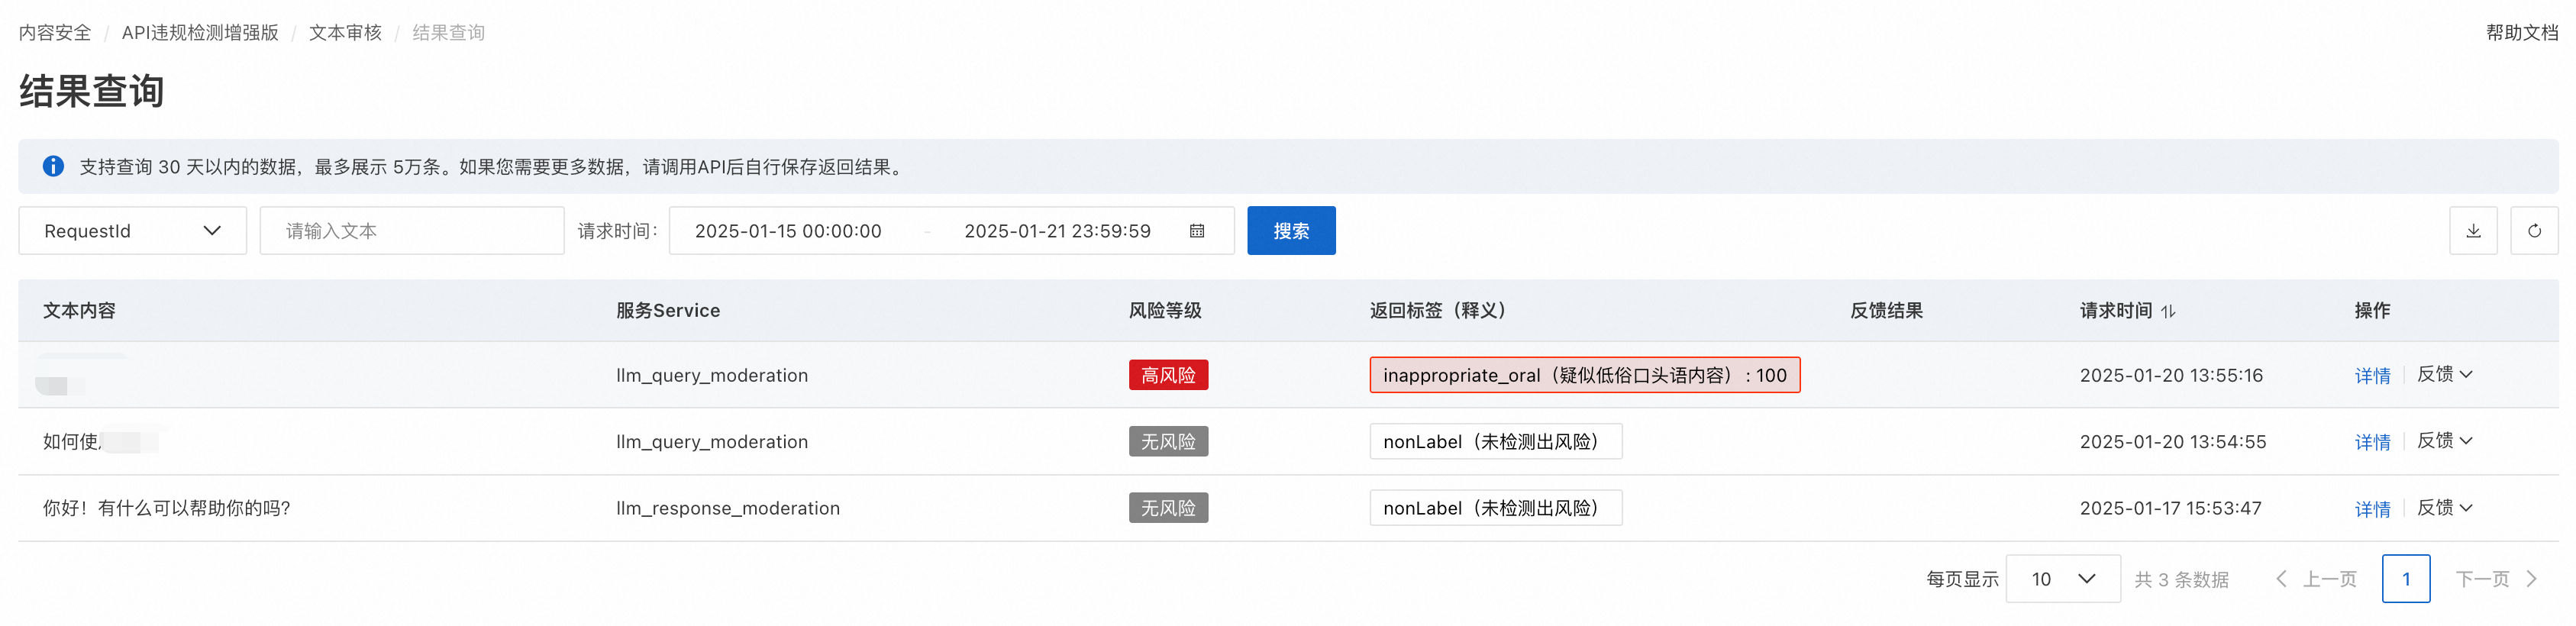 内容安全 / API违规检测增强版 / 文本审核 / 结果查询 帮助文档
结果查询
支持查询 30 天以内的数据，最多展示 5万条。如果您需要更多数据，请调用API后自行保存返回结果。
RequestId 请输入文本 请求时间： 2025-01-15 00:00:00 - 2025-01-21 23:59:59 搜索
文本内容 服务Service 风险等级 返回标签（释义） 反馈结果 请求时间 操作
llm_query_moderation 高风险 inappropriate_oral（疑似低俗口头语内容）: 100 2025-01-20 13:55:16 详情 反馈
如何使 llm_query_moderation 无风险 nonLabel（未检测出风险） 2025-01-20 13:54:55 详情 反馈
你好！有什么可以帮助你的吗? llm_response_moderation 无风险 nonLabel（未检测出风险） 2025-01-17 15:53:47 详情 反馈
每页显示 10 共 3 条数据 上一页 1 下一页